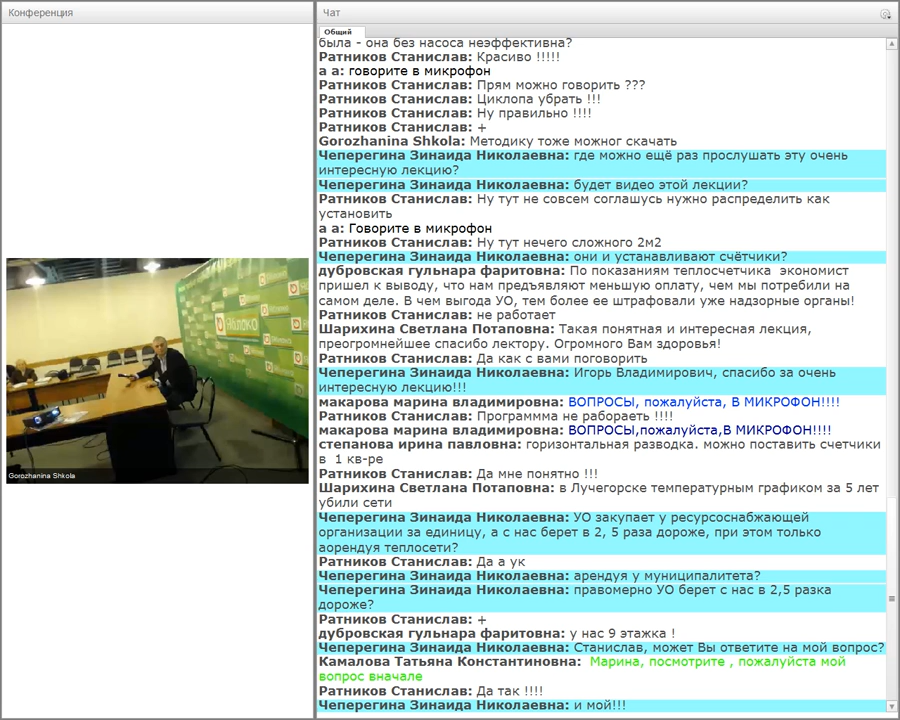 Конференция
Яблоко
Gorozhanina Shkola
Чат
Общий
была - она без насоса неэффективна?
Ратников Станислав: Красиво !!!!!
а а: говорите в микрофон
Ратников Станислав: Прям можно говорить ???
Ратников Станислав: Циклопа убрать !!!
Ратников Станислав: Ну правильно !!!!
Ратников Станислав: +
Gorozhanina Shkola: Методику тоже можног скачать
Чеперегина Зинаида Николаевна: где можно ещё раз прослушать эту очень
интересную лекцию?
Чеперегина Зинаида Николаевна: будет видео этой лекции?
Ратников Станислав: Ну тут не совсем соглашусь нужно распределить как
установить
а а: Говорите в микрофон
Ратников Станислав: Ну тут нечего сложного 2м2
Чеперегина Зинаида Николаевна: они и устанавливают счётчики?
дубровская гульнара фаритовна: По показаниям теплосчетчика  экономист
пришел к выводу, что нам предъявляют меньшую оплату, чем мы потребили на
самом деле. В чем выгода УО, тем более ее штрафовали уже надзорные органы!
Ратников Станислав: не работает
Шарихина Светлана Потаповна: Такая понятная и интересная лекция,
преогромнейшее спасибо лектору. Огромного Вам здоровья!
Ратников Станислав: Да как с вами поговорить
Чеперегина Зинаида Николаевна: Игорь Владимирович, спасибо за очень
интересную лекцию!!!
макарова марина владимировна: ВОПРОСЫ, пожалуйста, В МИКРОФОН!!!!
Ратников Станислав: Программма не рабораеть !!!!
макарова марина владимировна: ВОПРОСЫ,пожалуйста,В МИКРОФОН!!!!
степанова ирина павловна: горизонтальная разводка. можно поставить счетчики
в  1 кв-ре
Ратников Станислав: Да мне понятно !!!
Шарихина Светлана Потаповна: в Лучегорске температурным графиком за 5 лет
убили сети
Чеперегина Зинаида Николаевна: УО закупает у ресурсоснабжающей
организации за единицу, а с нас берет в 2, 5 раза дороже, при этом только
аорендуя теплосети?
Ратников Станислав: Да а ук
Чеперегина Зинаида Николаевна: арендуя у муниципалитета?
Чеперегина Зинаида Николаевна: правомерно УО берет с нас в 2,5 разка
дороже?
Ратников Станислав: +
дубровская гульнара фаритовна: у нас 9 этажка !
Чеперегина Зинаида Николаевна: Станислав, может Вы ответите на мой вопрос?
Камалова Татьяна Константиновна:  Марина, посмотрите , пожалуйста мой
вопрос вначале
Ратников Станислав: Да так !!!!
Чеперегина Зинаида Николаевна: и мой!!!